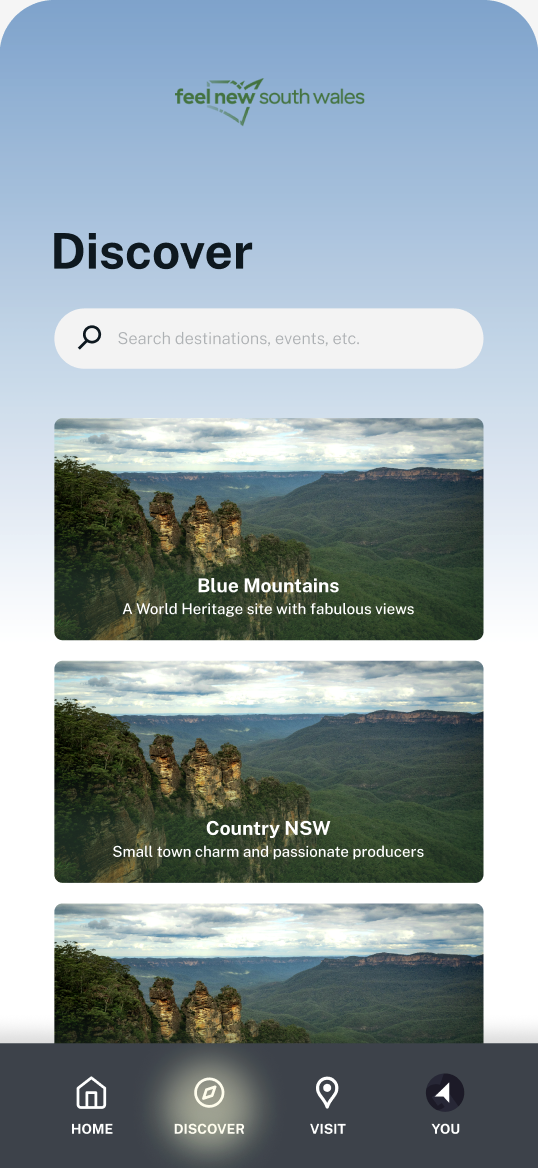 feel new south wales
Discover
Search destinations, events, etc.
Blue Mountains
A World Heritage site with fabulous views
Country NSW
Small town charm and passionate producers
HOME
DISCOVER
VISIT
YOU